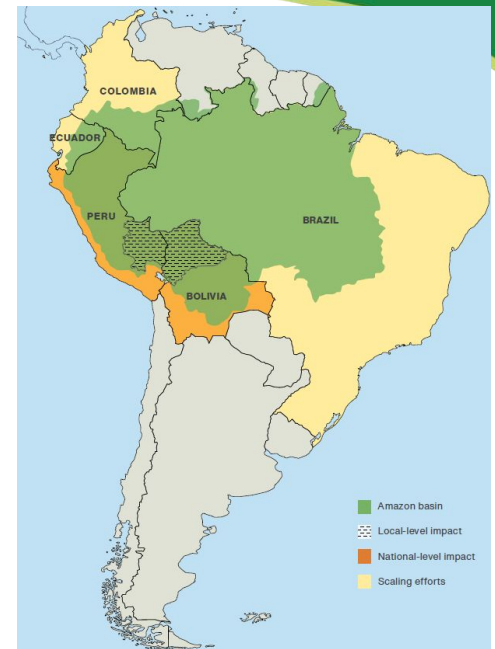 COLOMBIA
ECUADOR
PERU
BRAZIL
BOLIVIA
Amazon basin
Local-level impact
National-level impact
Scaling efforts